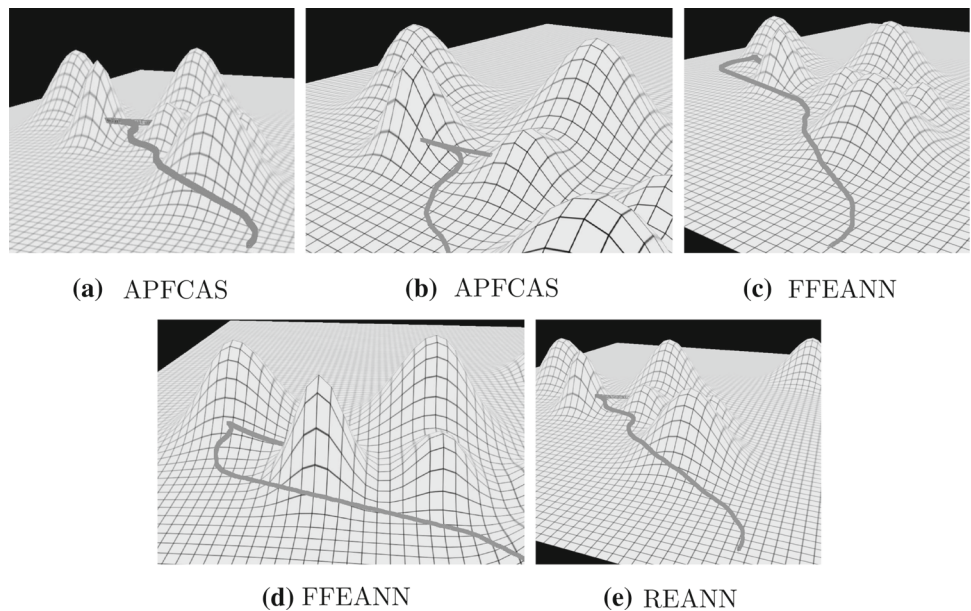 (a) APFCAS
(b) APFCAS
(c) FFEANN
(d) FFEANN
(e) REANN